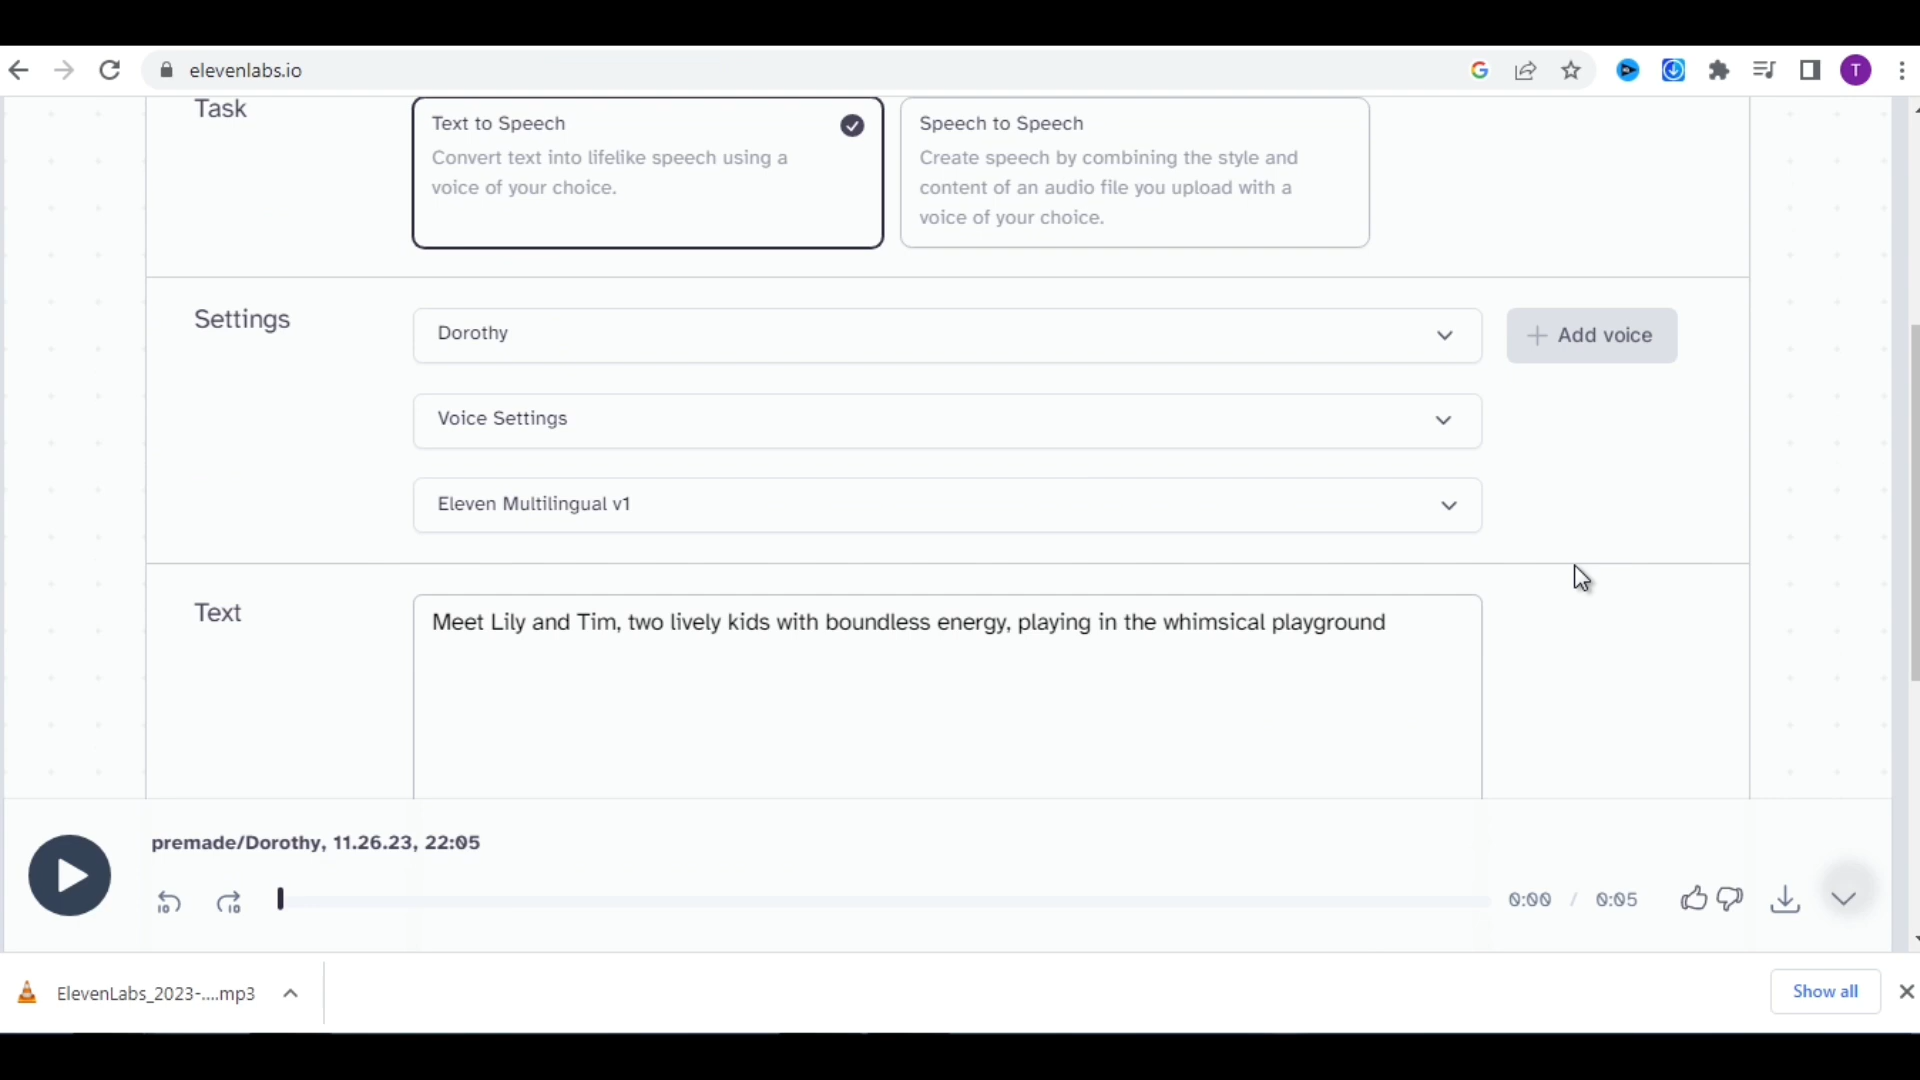 elevenlabs.io
T
Task
Text to Speech
Convert text into lifelike speech using a
voice of your choice.
Speech to Speech
Create speech by combining the style and
content of an audio file you upload with a
voice of your choice.
Settings
Dorothy
+ Add voice
Voice Settings
Eleven Multilingual v1
Text
Meet Lily and Tim, two lively kids with boundless energy, playing in the whimsical playground
premade/Dorothy, 11.26.23, 22:05
10
10
0:00 / 0:05
ElevenLabs_2023-....mp3
Show all